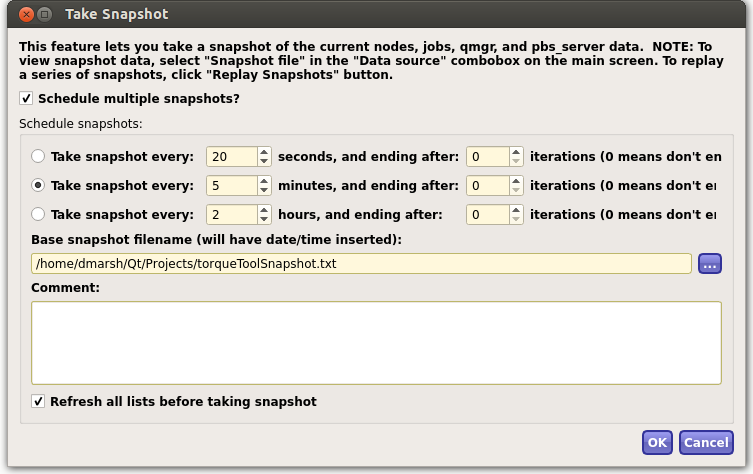 Take Snapshot
This feature lets you take a snapshot of the current nodes, jobs, qmgr, and pbs_server data.  NOTE: To
view snapshot data, select "Snapshot file" in the "Data source" combobox on the main screen. To replay
a series of snapshots, click "Replay Snapshots" button.
Schedule multiple snapshots?
Schedule snapshots:
Take snapshot every: 20 seconds, and ending after: 0 iterations (0 means don't en
Take snapshot every: 5 minutes, and ending after: 0 iterations (0 means don't
Take snapshot every: 2 hours, and ending after: 0 iterations (0 means don't
Base snapshot filename (will have date/time inserted):
/home/dmarsh/Qt/Projects/torqueToolSnapshot.txt ...
Comment:
Refresh all lists before taking snapshot
OK Cancel